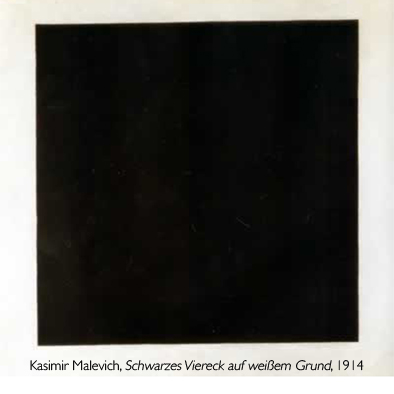 Kasimir Malevich, Schwarzes Viereck auf weißem Grund, 1914